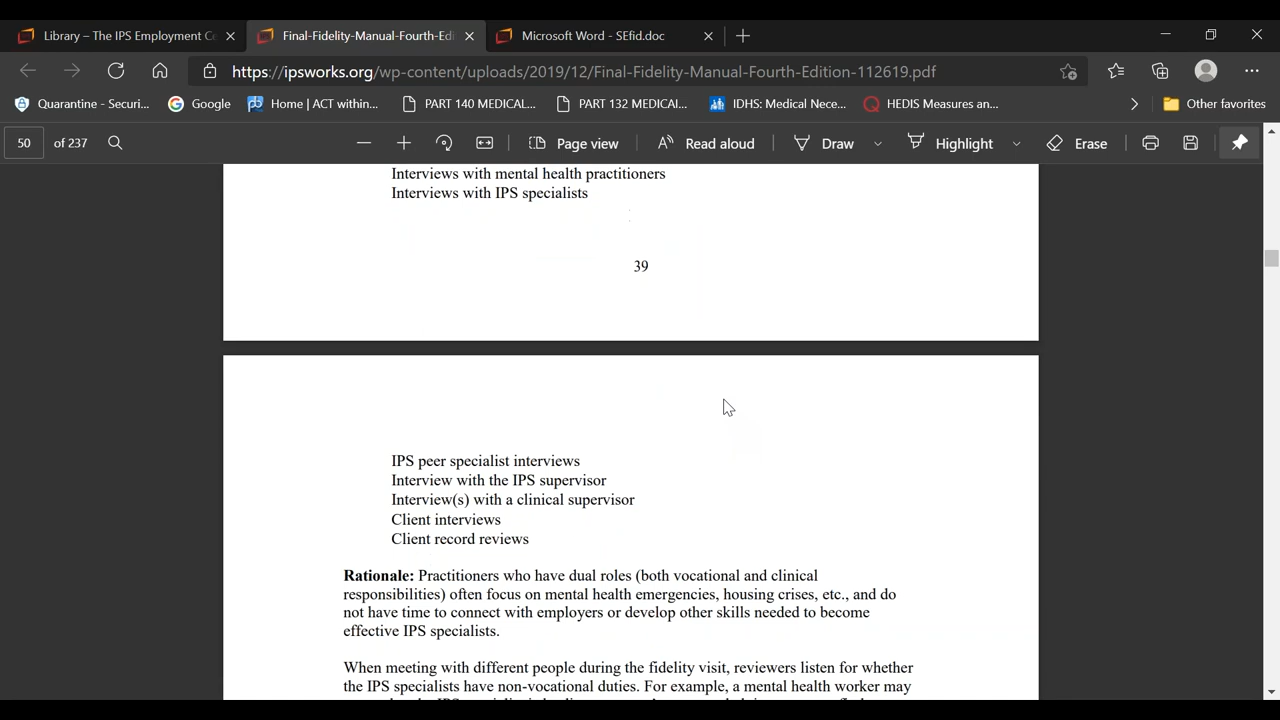 Library – The IPS Employment Ce
Final-Fidelity-Manual-Fourth-Edi
Microsoft Word - SEfid.doc
https://ipsworks.org/wp-content/uploads/2019/12/Final-Fidelity-Manual-Fourth-Edition-112619.pdf
Quarantine - Securi...
Google
Home | ACT within...
PART 140 MEDICAL...
PART 132 MEDICAI...
IDHS: Medical Nece...
HEDIS Measures an...
Other favorites
50 of 237
Page view
Read aloud
Draw
Highlight
Erase
Interviews with mental health practitioners
Interviews with IPS specialists
39
IPS peer specialist interviews
Interview with the IPS supervisor
Interview(s) with a clinical supervisor
Client interviews
Client record reviews
Rationale: Practitioners who have dual roles (both vocational and clinical
responsibilities) often focus on mental health emergencies, housing crises, etc., and do
not have time to connect with employers or develop other skills needed to become
effective IPS specialists.
When meeting with different people during the fidelity visit, reviewers listen for whether
the IPS specialists have non-vocational duties. For example, a mental health worker may